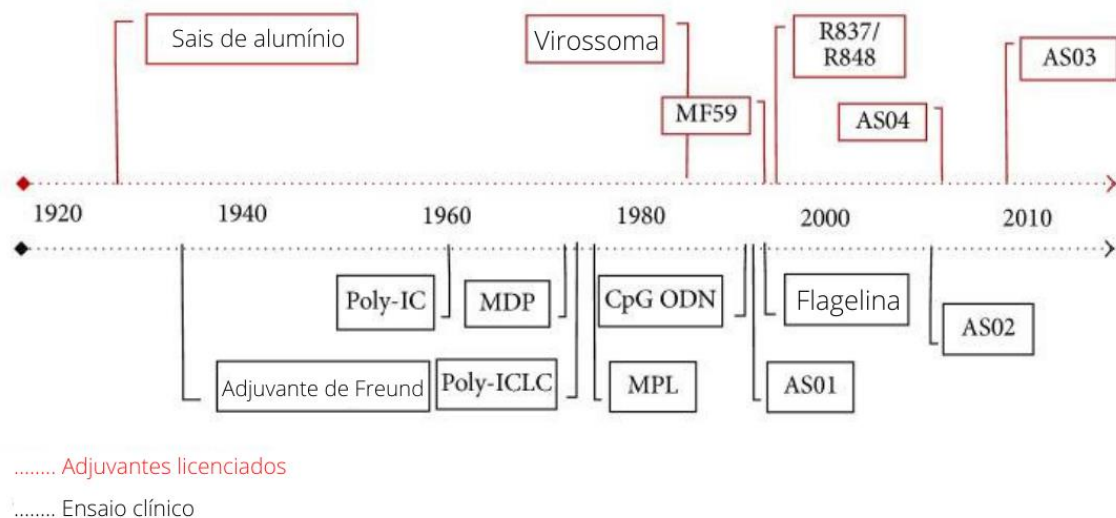 Sais de alumínio
Virossoma
R837/
R848
AS03
MF59
AS04
1920
1940
1960
1980
2000
2010
Poly-IC
MDP
CpG ODN
Flagelina
AS02
Adjuvante de Freund
Poly-ICLC
MPL
AS01
........ Adjuvantes licenciados
........ Ensaio clínico